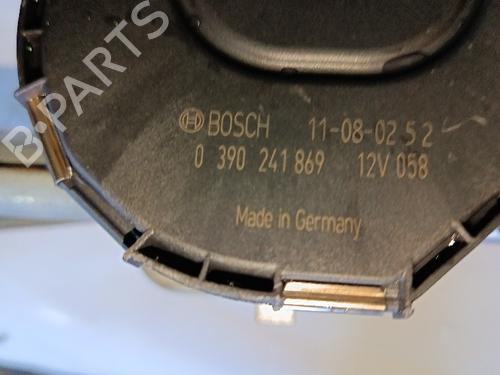 B-PARTS
BOSCH 11-08-02 5 2
0 390 241 869 12V 058
Made in Germany